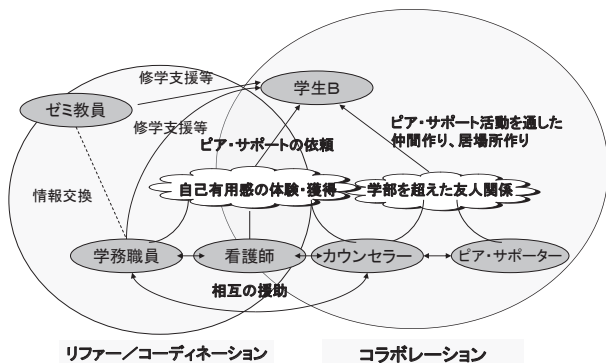 学生B
修学支援等
ゼミ教員
修学支援等
ピア・サポート活動を通した
仲間作り、居場所作り
ピア・サポートの依頼
自己有用感の体験・獲得
学部を超えた友人関係
情報交換
学務職員
看護師
カウンセラー
ピア・サポーター
相互の援助
リファー／コーディネーション
コラボレーション